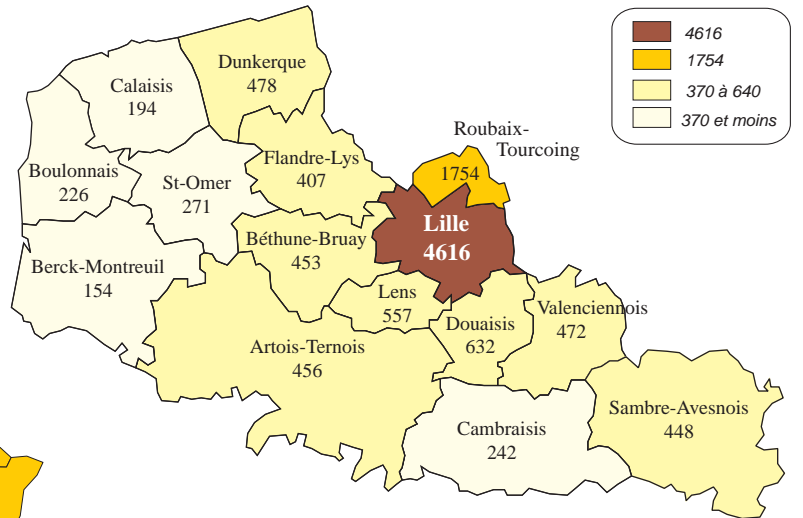 4616
1754
370 à 640
370 et moins
Dunkerque
478
Calaisis
194
Roubaix-
Tourcoing
1754
Flandre-Lys
407
Boulonnais
226
St-Omer
271
Lille
4616
Béthune-Bruay
453
Berck-Montreuil
154
Lens
557
Valenciennois
472
Douaisis
632
Artois-Ternois
456
Sambre-Avesnois
448
Cambraisis
242